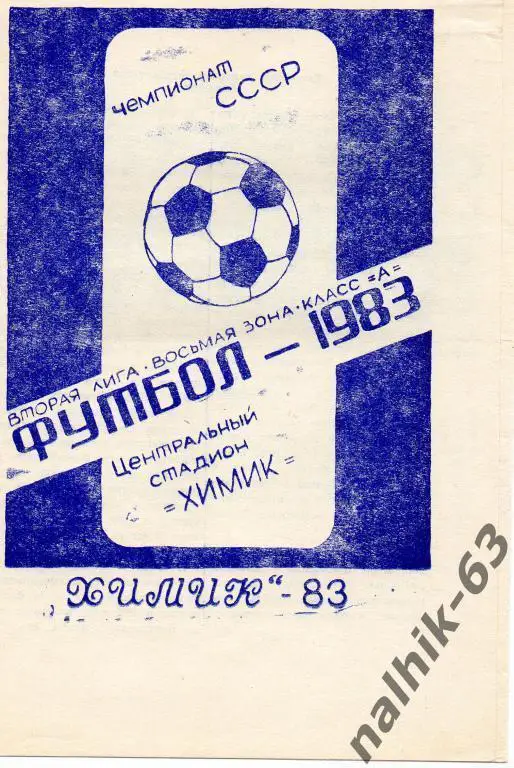 чемпионат
СССР
ВТОРАЯ ЛИГА·ВОСЬМАЯ ЗОНА·КЛАСС =А=
ФУТБОЛ — 1983
Центральный
стадион
=ХИМИК=
„ХИМИК“-83
nalhik-63